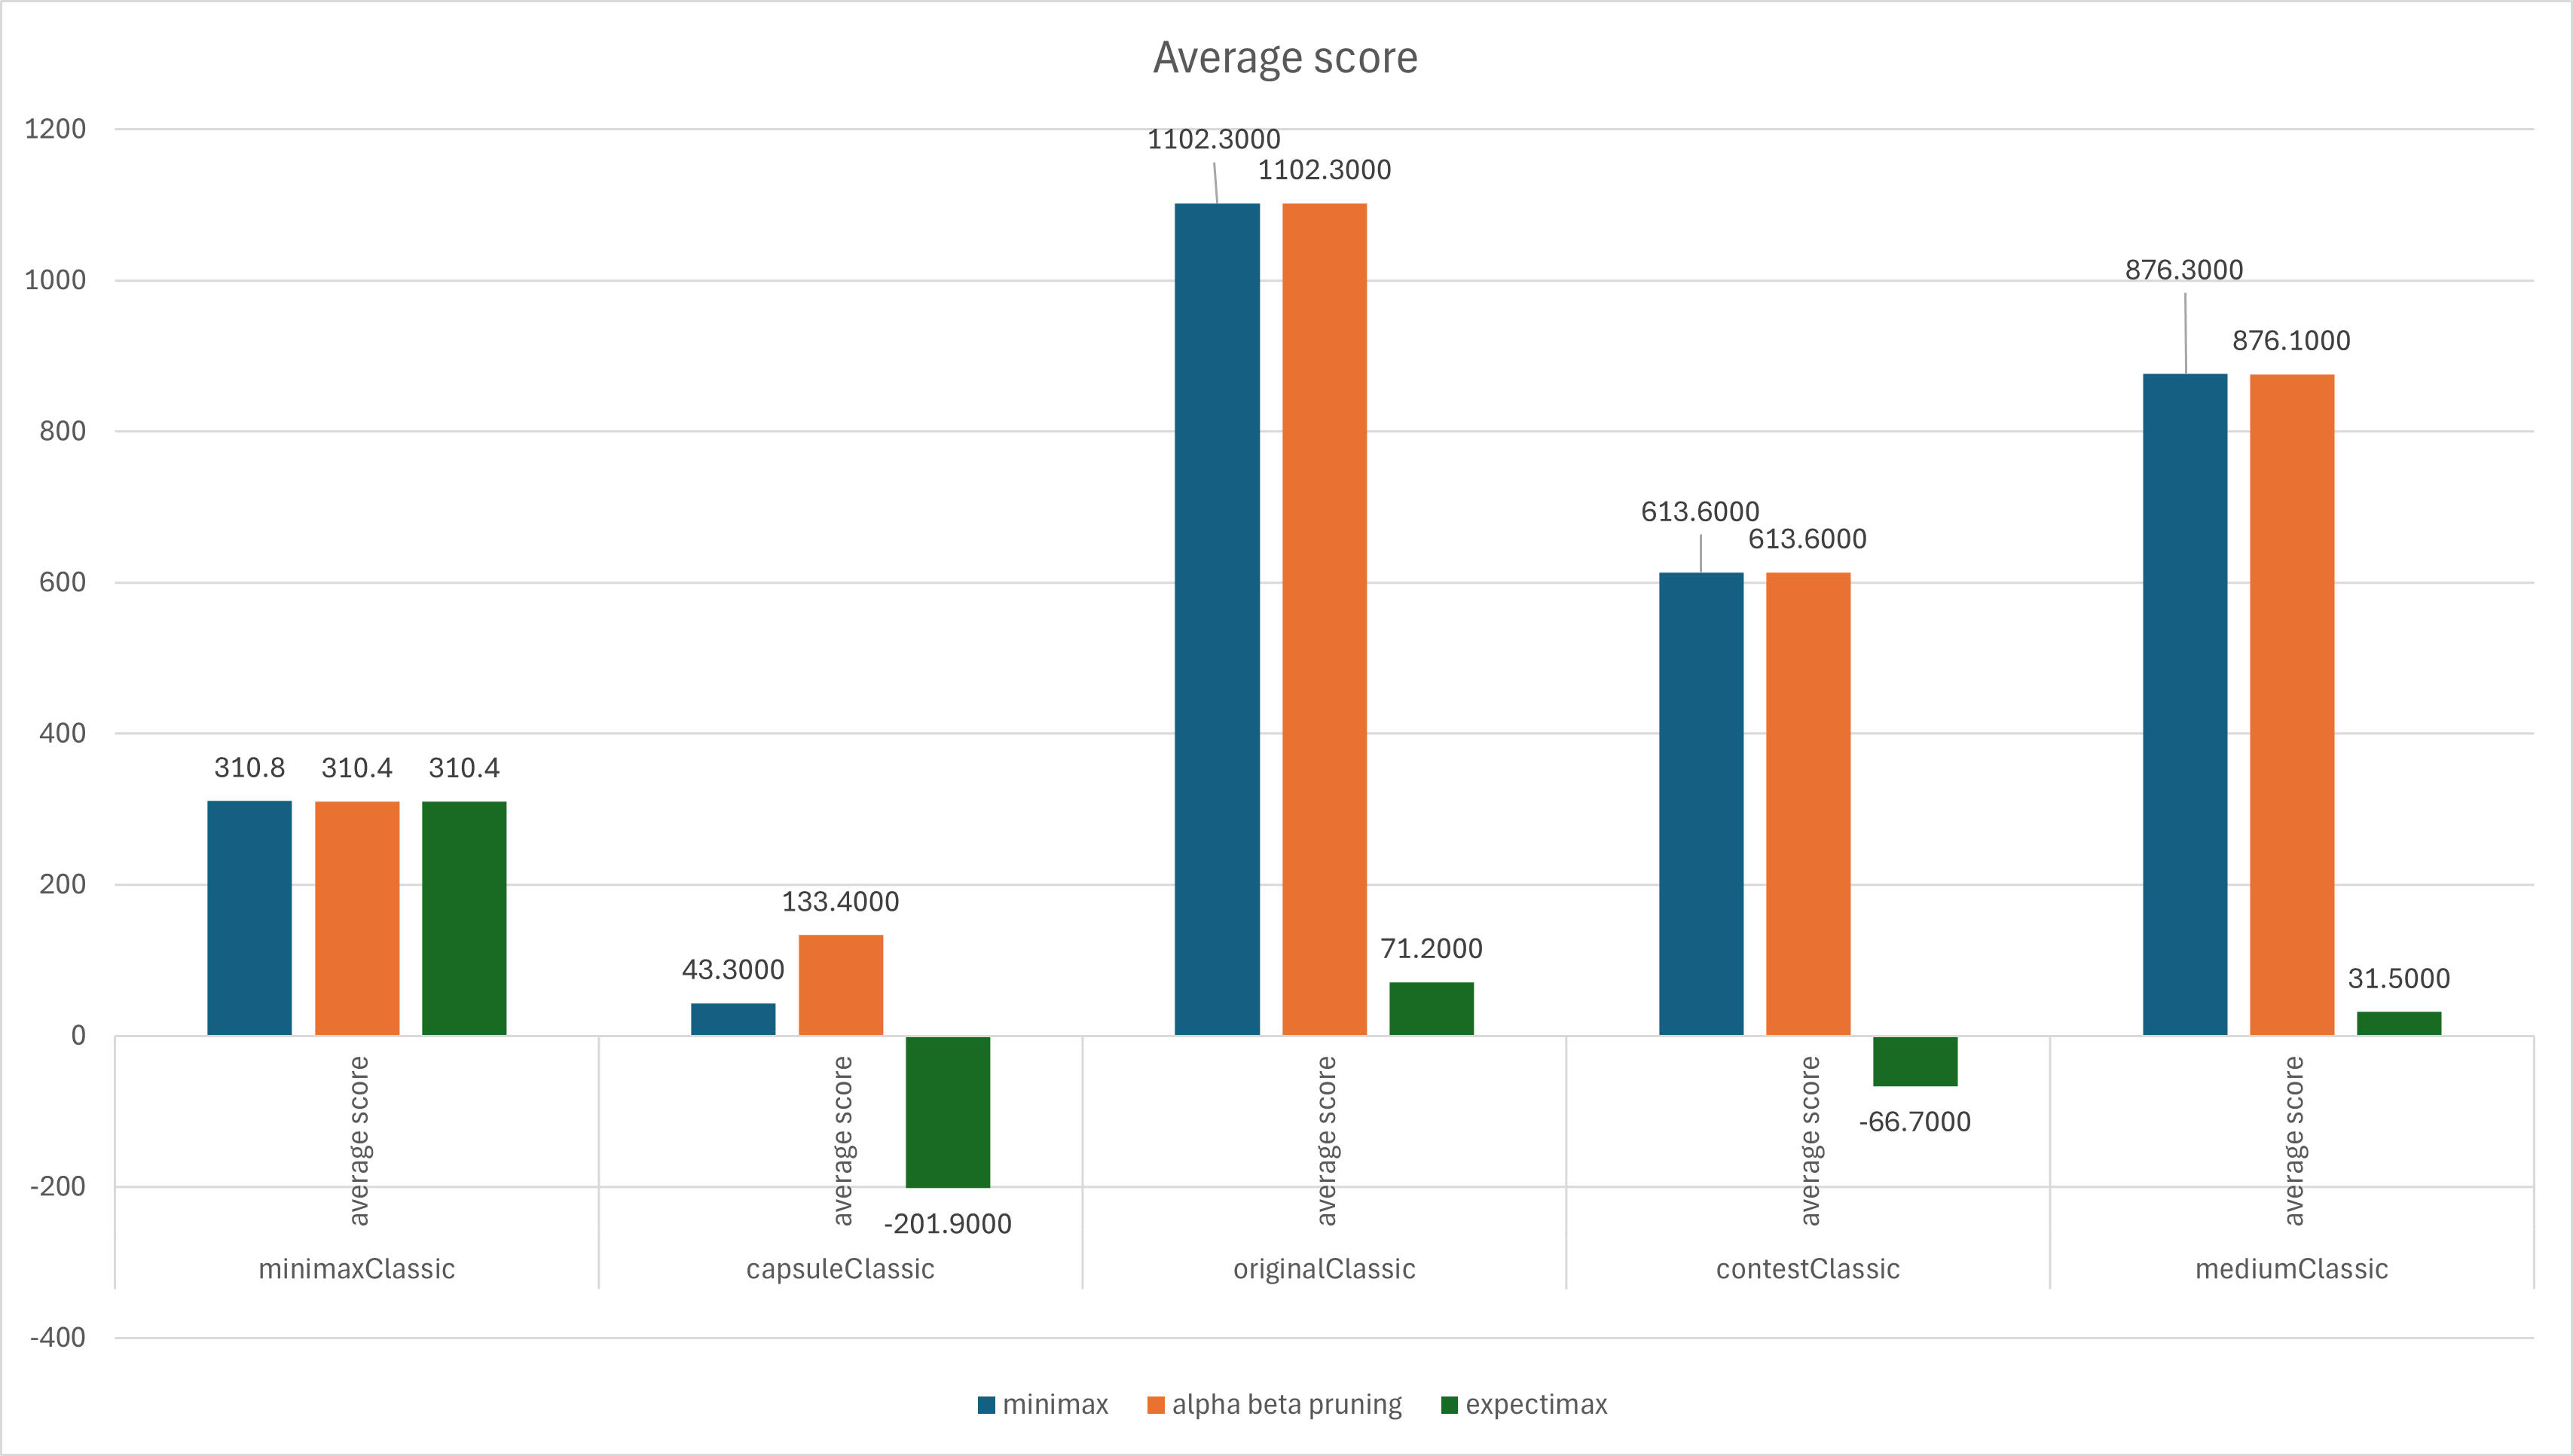 Average score
1200
1000
800
600
400
200
0
-200
-400
310.8 310.4 310.4
43.3000 133.4000 -201.9000
1102.3000 1102.3000 71.2000
613.6000 613.6000 -66.7000
876.3000 876.1000 31.5000
average score average score average score average score average score
minimaxClassic capsuleClassic originalClassic contestClassic mediumClassic
minimax alpha beta pruning expectimax